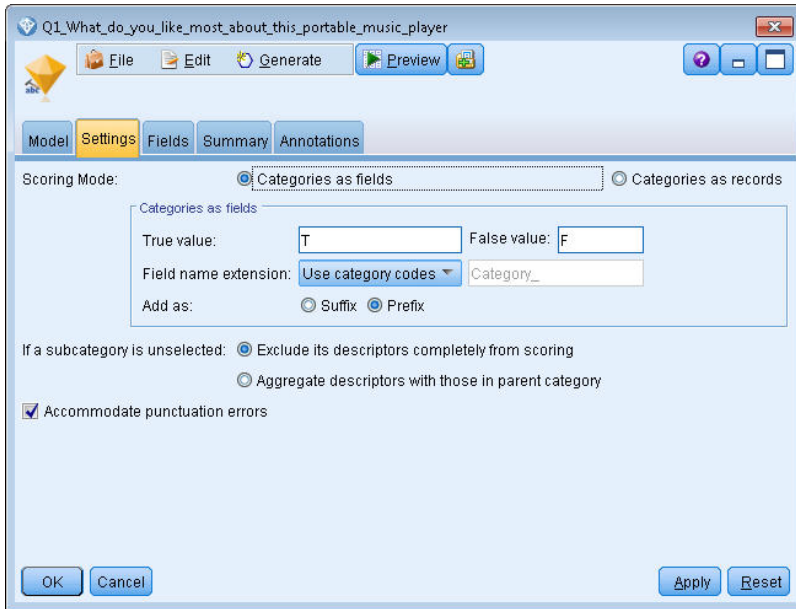 Q1_What_do_you_like_most_about_this_portable_music_player
File Edit Generate Preview
abc
Model Settings Fields Summary Annotations
Scoring Mode: Categories as fields Categories as records
Categories as fields
True value: T False value: F
Field name extension: Use category codes Category_
Add as: Suffix Prefix
If a subcategory is unselected: Exclude its descriptors completely from scoring
Aggregate descriptors with those in parent category
Accommodate punctuation errors
OK Cancel Apply Reset